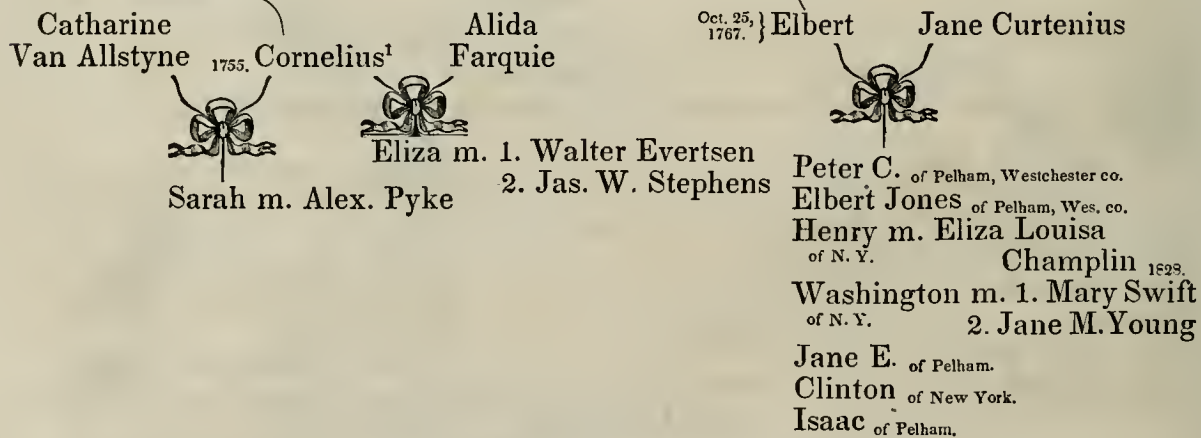 Catharine
Van Allstyne
1755. Cornelius¹
Alida
Farquie
Sarah m. Alex. Pyke
Eliza m. 1. Walter Evertsen
2. Jas. W. Stephens
Oct. 25, 1767. } Elbert Jane Curtenius
Peter C. of Pelham, Westchester co.
Elbert Jones of Pelham, Wes. co.
Henry m. Eliza Louisa
of N. Y. Champlin 1828.
Washington m. 1. Mary Swift
of N. Y. 2. Jane M. Young
Jane E. of Pelham.
Clinton of New York.
Isaac of Pelham.